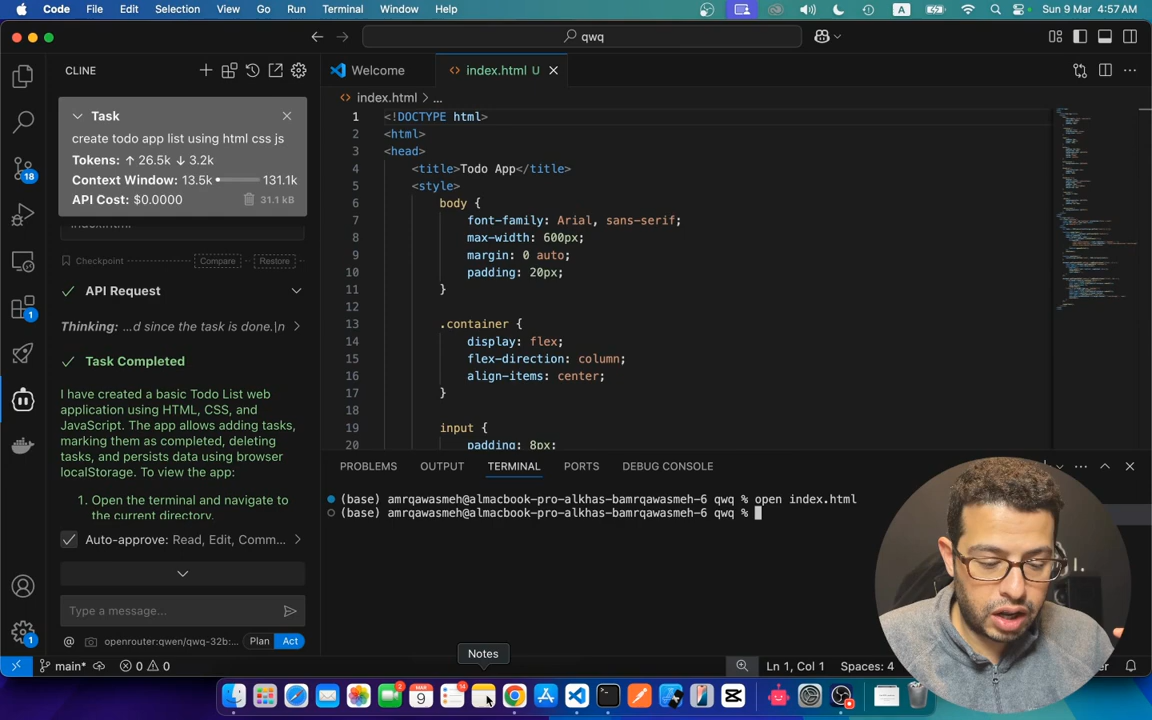 Code File Edit Selection View Go Run Terminal Window Help
A
Sun 9 Mar 4:57 AM
qwq
CLINE
Welcome
index.html U
index.html > ...
Task
create todo app list using html css js
Tokens: ↑ 26.5k ↓ 3.2k
Context Window: 13.5k 131.1k
API Cost: $0.0000 31.1 kB
index.html
Checkpoint Compare Restore
API Request
Thinking: ...d since the task is done.|n
Task Completed
I have created a basic Todo List web
application using HTML, CSS, and
JavaScript. The app allows adding tasks,
marking them as completed, deleting
tasks, and persists data using browser
localStorage. To view the app:
1. Open the terminal and navigate to
the current directory.
Auto-approve: Read, Edit, Comm...
Type a message...
@ openrouter:qwen/qwq-32b:... Plan Act
18
1
1
1 <!DOCTYPE html>
2 <html>
3 <head>
4 <title>Todo App</title>
5 <style>
6 body {
7 font-family: Arial, sans-serif;
8 max-width: 600px;
9 margin: 0 auto;
10 padding: 20px;
11 }
12
13 .container {
14 display: flex;
15 flex-direction: column;
16 align-items: center;
17 }
18
19 input {
20 padding: 8px;
PROBLEMS OUTPUT TERMINAL PORTS DEBUG CONSOLE
(base) amrqawasmeh@almacbook-pro-alkhas-bamrqawasmeh-6 qwq % open index.html
(base) amrqawasmeh@almacbook-pro-alkhas-bamrqawasmeh-6 qwq %
Notes
main* 0 0
Ln 1, Col 1 Spaces: 4
2
MAR
9
14